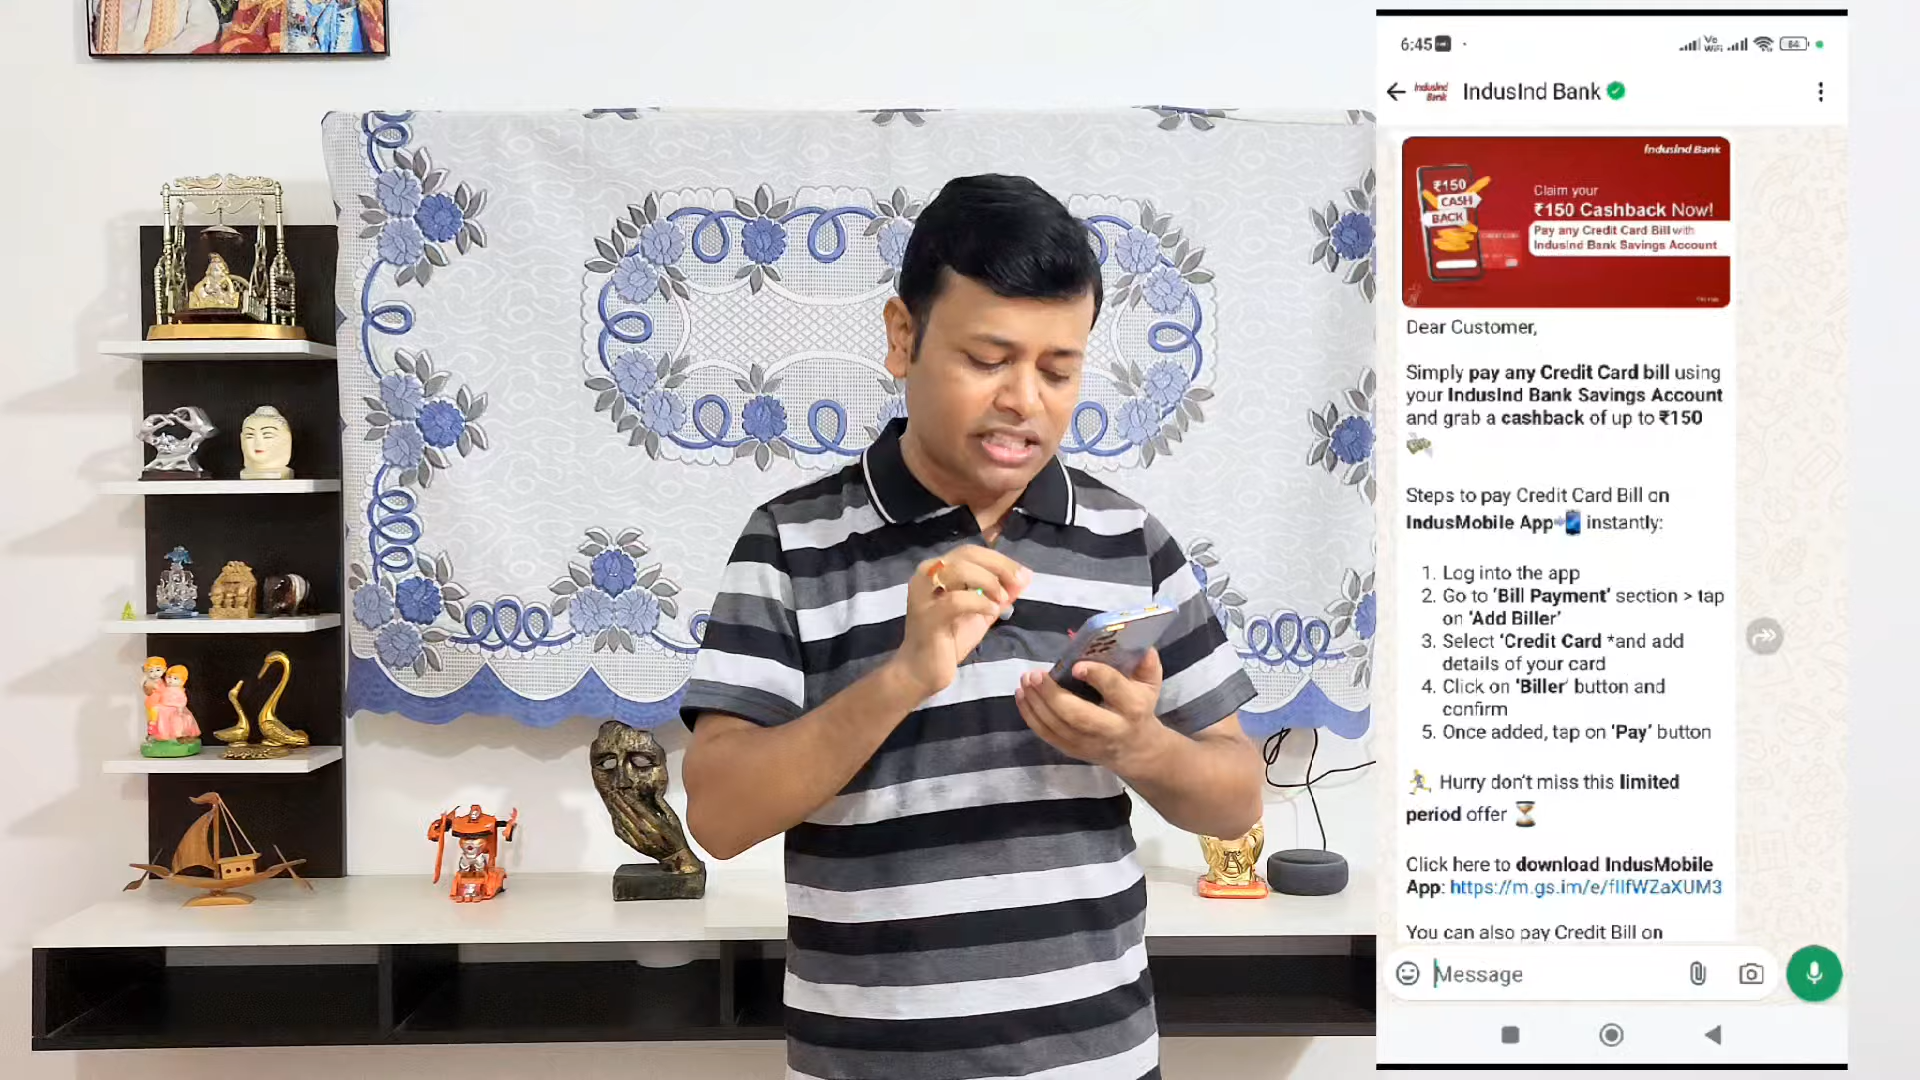 6:45
Vo
WiFi
84
IndusInd
Bank
IndusInd Bank
IndusInd Bank
₹150
CASH
BACK
Claim your
₹150 Cashback Now!
Pay any Credit Card Bill with
IndusInd Bank Savings Account
Dear Customer,
Simply pay any Credit Card bill using
your IndusInd Bank Savings Account
and grab a cashback of up to ₹150
Steps to pay Credit Card Bill on
IndusMobile App instantly:
1. Log into the app
2. Go to 'Bill Payment' section > tap
on 'Add Biller'
3. Select 'Credit Card *and add
details of your card
4. Click on 'Biller' button and
confirm
5. Once added, tap on 'Pay' button
Hurry don't miss this limited
period offer
Click here to download IndusMobile
App: https://m.gs.im/e/fIIfWZaXUM3
You can also pay Credit Bill on
Message